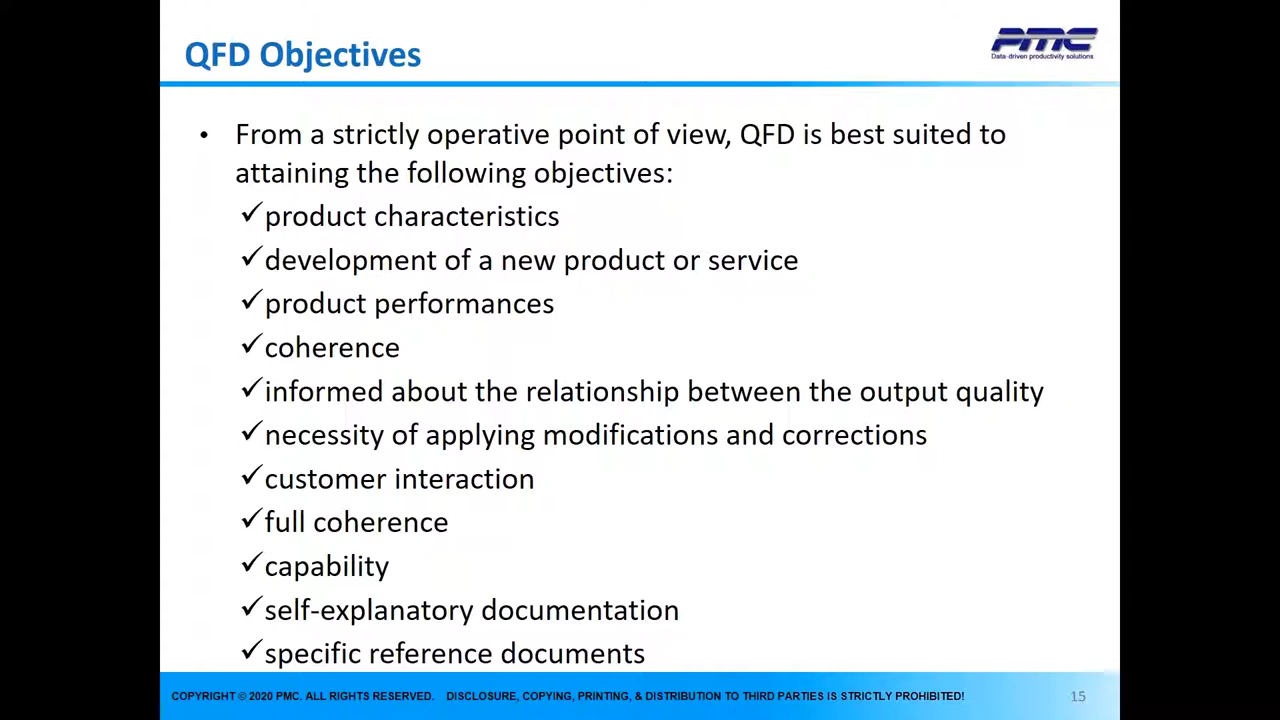 QFD Objectives
PMC
Data-driven productivity solutions
• From a strictly operative point of view, QFD is best suited to
attaining the following objectives:
✓product characteristics
✓development of a new product or service
✓product performances
✓coherence
✓informed about the relationship between the output quality
✓necessity of applying modifications and corrections
✓customer interaction
✓full coherence
✓capability
✓self-explanatory documentation
✓specific reference documents
COPYRIGHT © 2020 PMC. ALL RIGHTS RESERVED. DISCLOSURE, COPYING, PRINTING, & DISTRIBUTION TO THIRD PARTIES IS STRICTLY PROHIBITED! 15